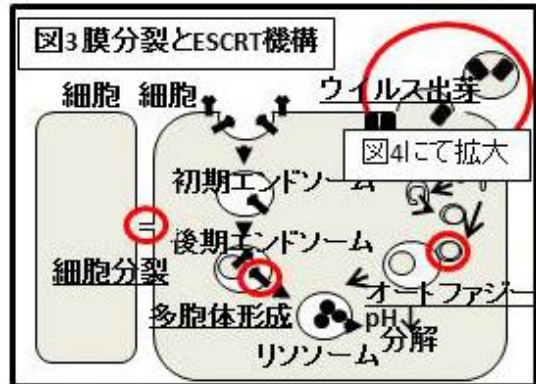 図3膜分裂とESCRT機構
細胞 細胞
ウイルス出芽
図4にて拡大
初期エンドソーム
後期エンドソーム
細胞分裂
多胞体形成
オートファジー
pH↓
分解
リソソーム